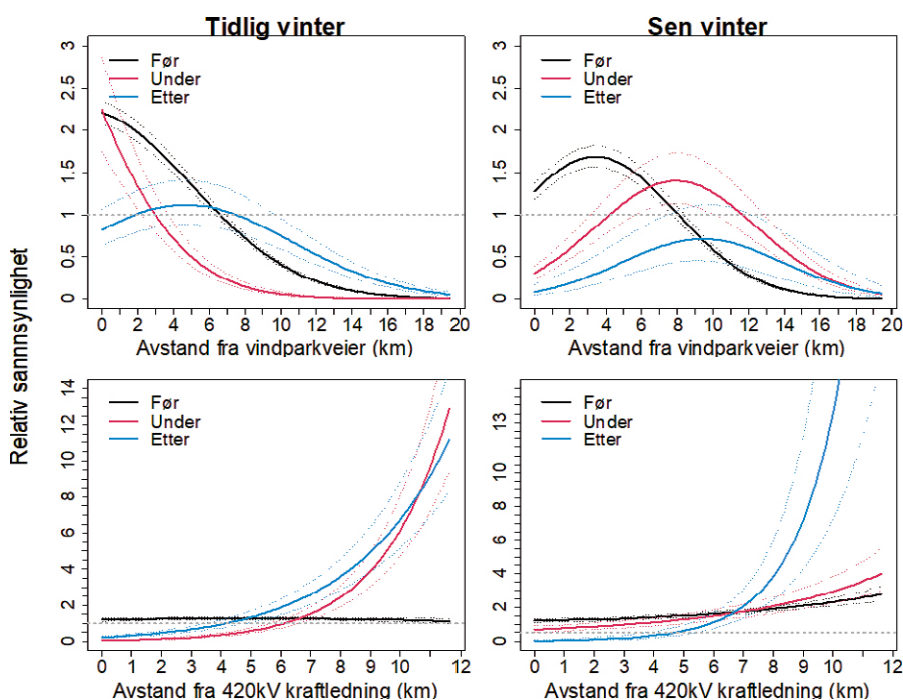 Tidlig vinter
Sen vinter
Relativ sannnsynlighet
3
2.5
2
1.5
1
0.5
0
Før
Under
Etter
0 2 4 6 8 10 12 14 16 18 20
Avstand fra vindparkveier (km)
3
2.5
2
1.5
1
0.5
0
Før
Under
Etter
0 2 4 6 8 10 12 14 16 18 20
Avstand fra vindparkveier (km)
14
12
10
8
6
4
2
0
Før
Under
Etter
0 1 2 3 4 5 6 7 8 9 10 12
Avstand fra 420kV kraftledning (km)
13
6
4
2
0
Før
Under
Etter
0 1 2 3 4 5 6 7 8 9 10 12
Avstand fra 420kV kraftledning (km)